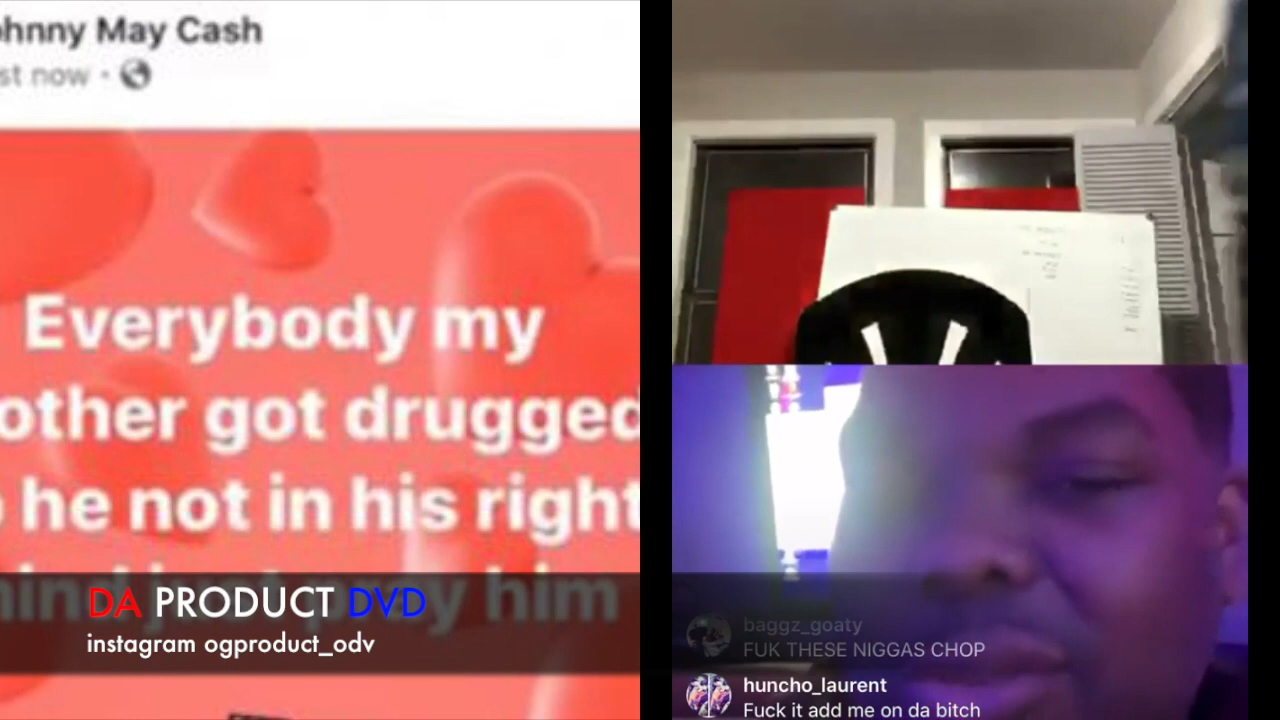 ohnny May Cash
st now
Everybody my
other got drugged
he not in his right
him
DA PRODUCT DVD
instagram ogproduct_odv
baggz_goaty
FUK THESE NIGGAS CHOP
huncho_laurent
Fuck it add me on da bitch